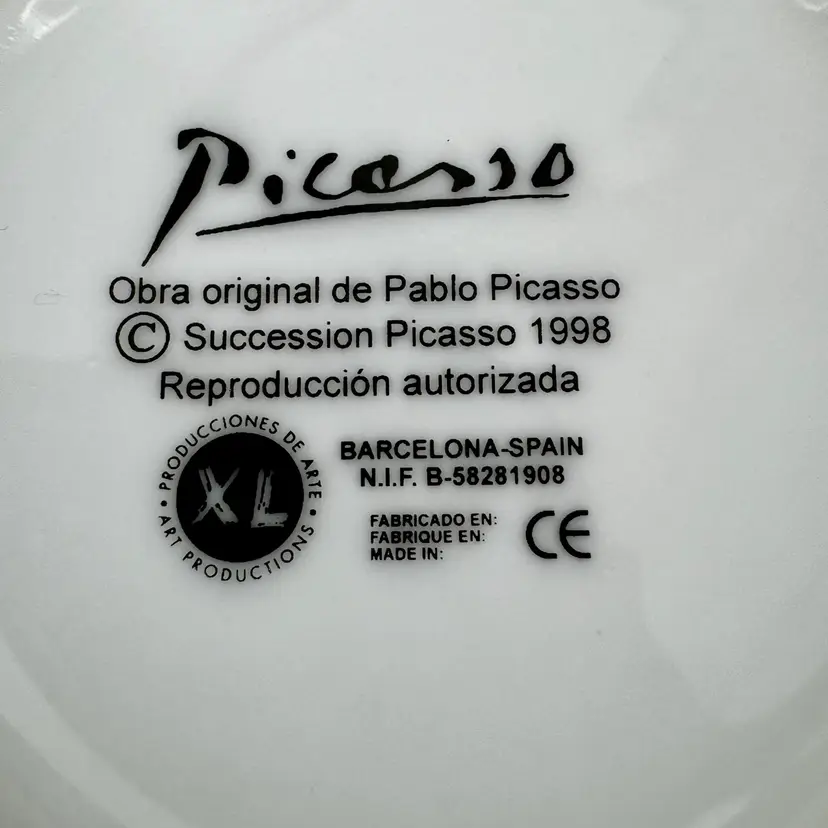 Picasso
Obra original de Pablo Picasso
© Succession Picasso 1998
Reproducción autorizada
• PRODUCCIONES DE ARTE •
ART PRODUCTIONS
XL
BARCELONA-SPAIN
N.I.F. B-58281908
FABRICADO EN:
FABRIQUE EN:
MADE IN:
CE